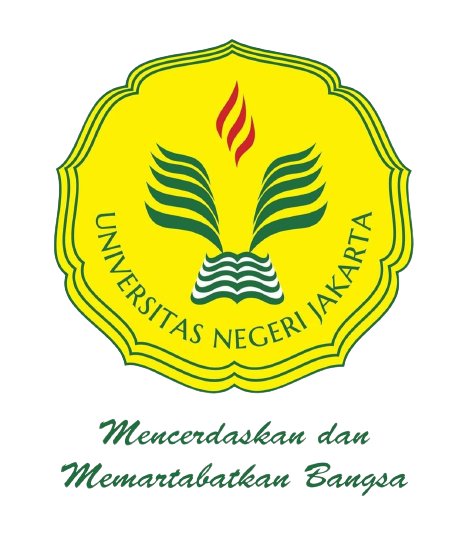 UNIVERSITAS NEGERI JAKARTA
Mencerdaskan dan
Memartabatkan Bangsa